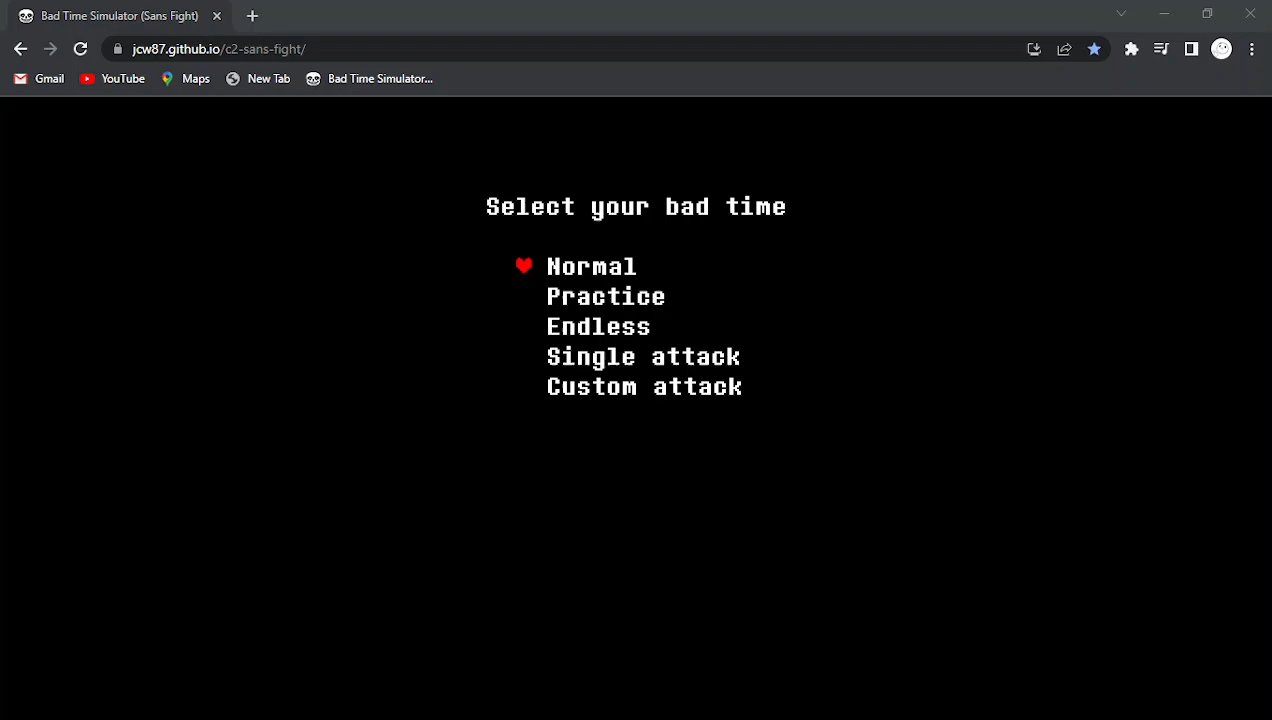 Bad Time Simulator (Sans Fight)
jcw87.github.io/c2-sans-fight/
Gmail YouTube Maps New Tab Bad Time Simulator...
Select your bad time
Normal
Practice
Endless
Single attack
Custom attack